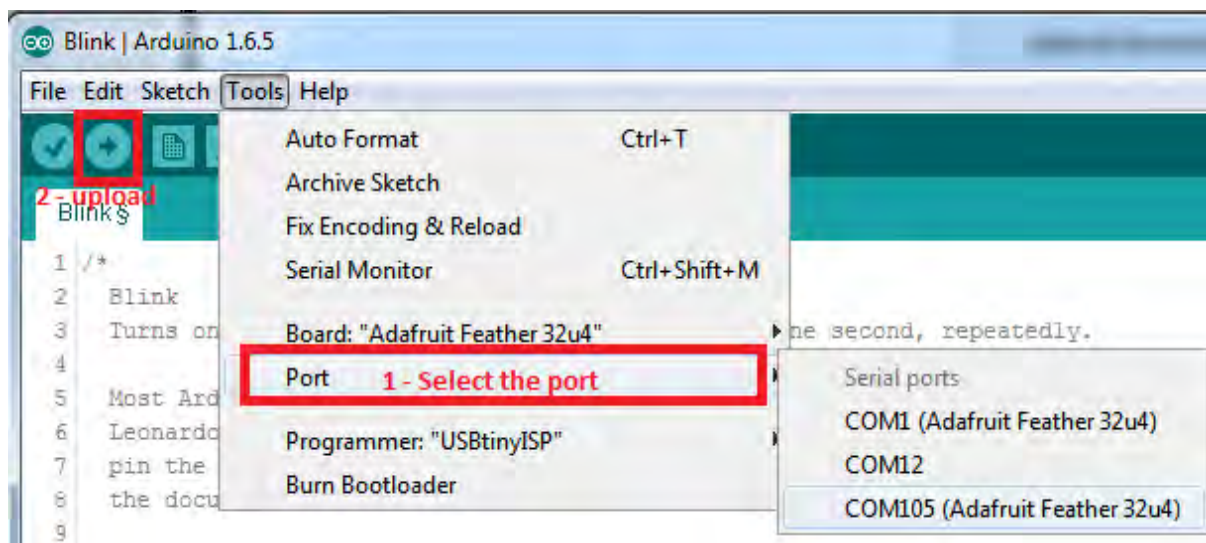 Blink | Arduino 1.6.5
File Edit Sketch Tools Help
2 - upload
Blink§
Auto Format Ctrl+T
Archive Sketch
Fix Encoding & Reload
Serial Monitor Ctrl+Shift+M
Board: "Adafruit Feather 32u4"
Port 1 - Select the port
Programmer: "USBtinyISP"
Burn Bootloader
Serial ports
COM1 (Adafruit Feather 32u4)
COM12
COM105 (Adafruit Feather 32u4)
1 /*
2 Blink
3 Turns on ne second, repeatedly.
4
5 Most Ard
6 Leonardo
7 pin the
8 the docu
9